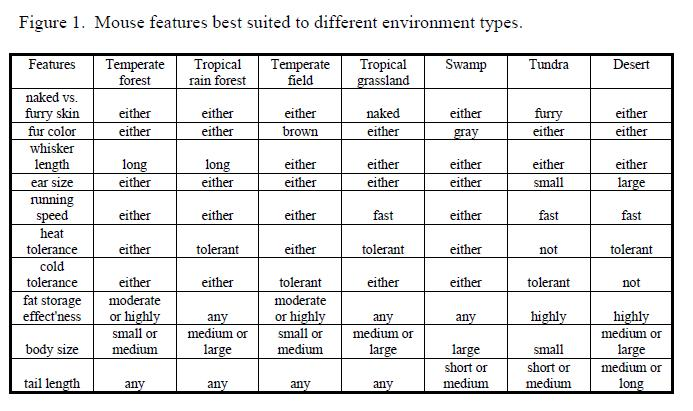 Figure 1. Mouse features best suited to different environment types.
Features Temperate forest Tropical rain forest Temperate field Tropical grassland Swamp Tundra Desert
naked vs. furry skin either either either naked either furry either
fur color either either brown either gray either either
whisker length long long either either either either either
ear size either either either either either small large
running speed either either either fast either fast fast
heat tolerance either tolerant either tolerant either not tolerant
cold tolerance either either tolerant either either tolerant not
fat storage effect'ness moderate or highly any moderate or highly any any highly highly
body size small or medium medium or large small or medium medium or large large small medium or large
tail length any any any any short or medium short or medium medium or long